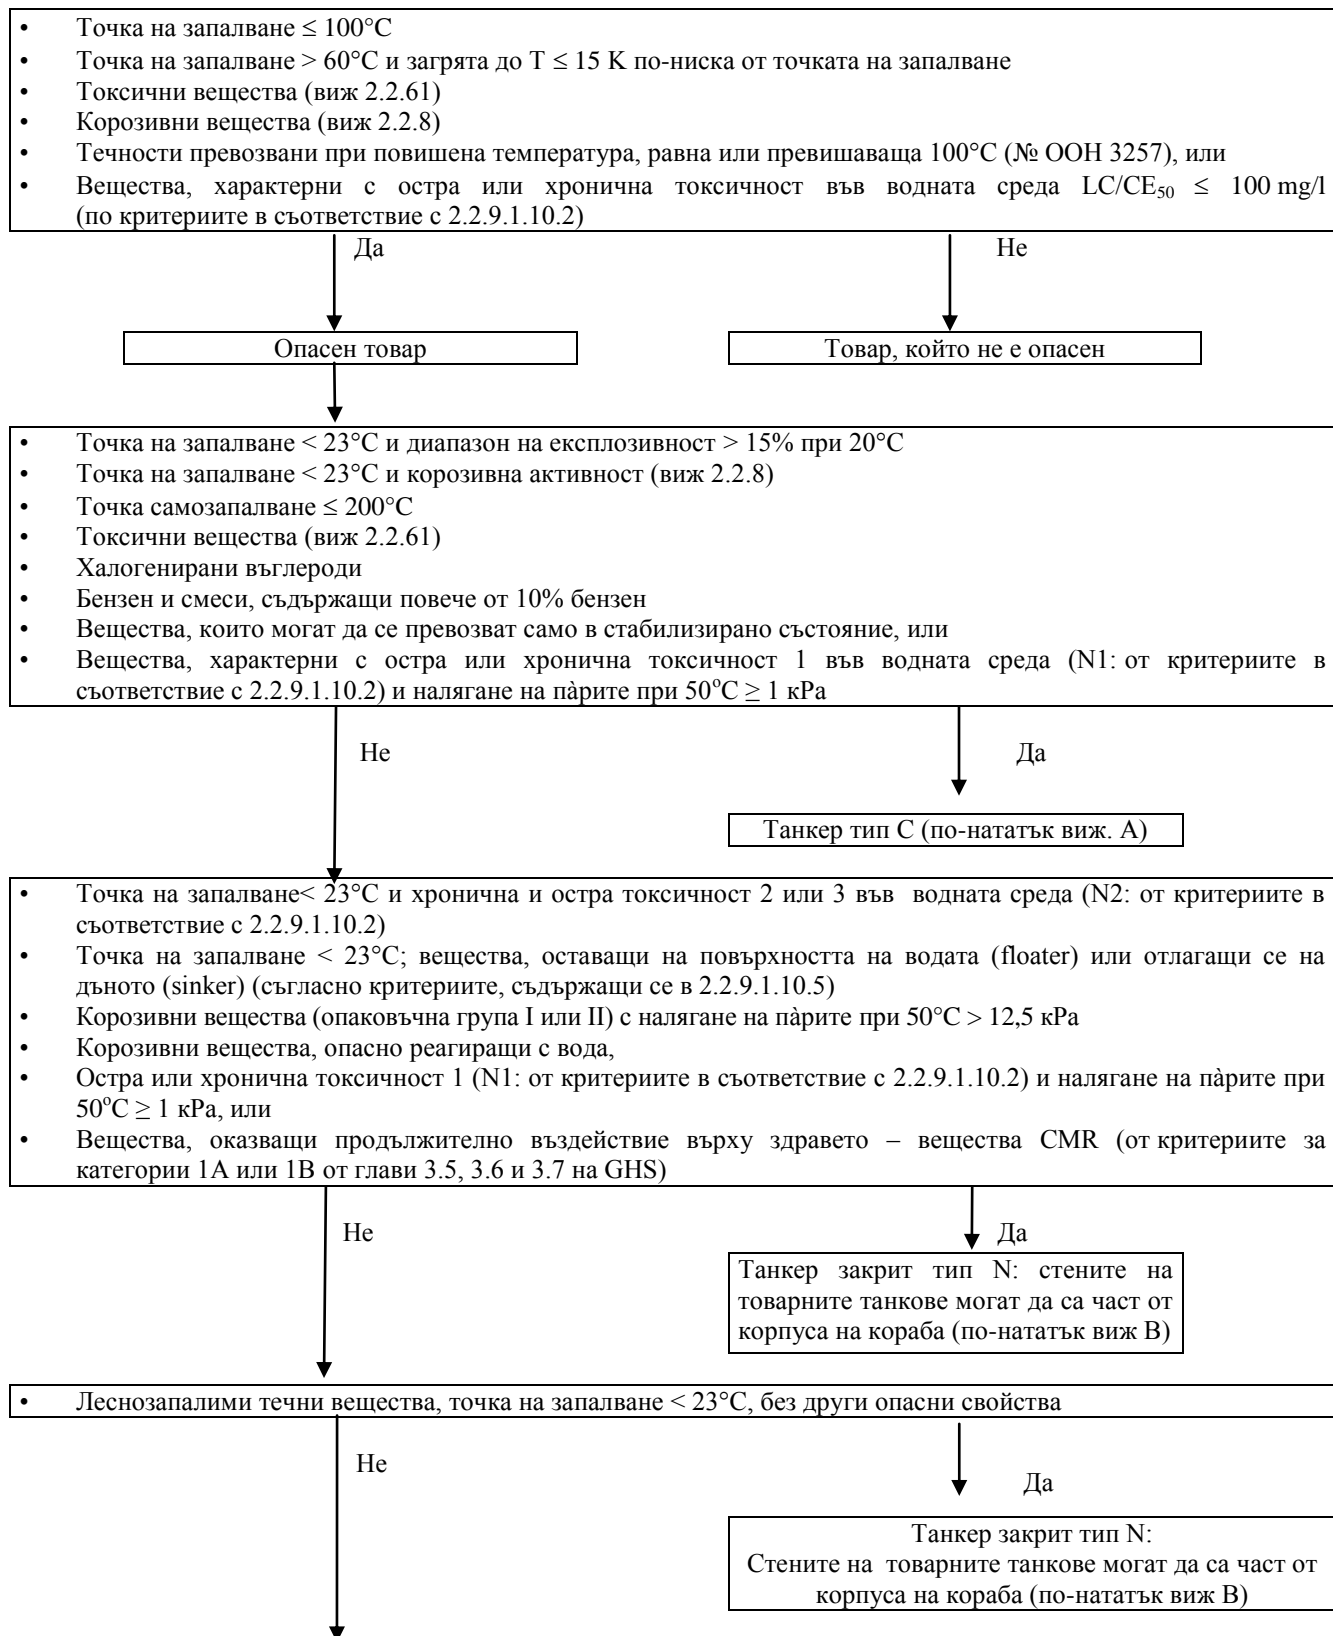 • Точка на запалване ≤ 100°C
• Точка на запалване > 60°C и загрята до T ≤ 15 K по-ниска от точката на запалване
• Токсични вещества (виж 2.2.61)
• Корозивни вещества (виж 2.2.8)
• Течности превозвани при повишена температура, равна или превишаваща 100°C (№ ООН 3257), или
• Вещества, характерни с остра или хронична токсичност във водната среда LC/CE₅₀ ≤ 100 mg/l
(по критериите в съответствие с 2.2.9.1.10.2)
Да
Не
Опасен товар
Товар, който не е опасен
• Точка на запалване < 23°C и диапазон на експлозивност > 15% при 20°C
• Точка на запалване < 23°C и корозивна активност (виж 2.2.8)
• Точка самозапалване ≤ 200°C
• Токсични вещества (виж 2.2.61)
• Халогенирани въглероди
• Бензен и смеси, съдържащи повече от 10% бензен
• Вещества, които могат да се превозват само в стабилизирано състояние, или
• Вещества, характерни с остра или хронична токсичност 1 във водната среда (N1: от критериите в
съответствие с 2.2.9.1.10.2) и налягане на пàрите при 50°C ≥ 1 кРа
Не
Да
Танкер тип С (по-нататък виж. А)
• Точка на запалване< 23°C и хронична и остра токсичност 2 или 3 във водната среда (N2: от критериите в
съответствие с 2.2.9.1.10.2)
• Точка на запалване < 23°C; вещества, оставащи на повърхността на водата (floater) или отлагащи се на
дъното (sinker) (съгласно критериите, съдържащи се в 2.2.9.1.10.5)
• Корозивни вещества (опаковъчна група I или II) с налягане на пàрите при 50°C > 12,5 кРа
• Корозивни вещества, опасно реагиращи с вода,
• Остра или хронична токсичност 1 (N1: от критериите в съответствие с 2.2.9.1.10.2) и налягане на пàрите при
50°C ≥ 1 кРа, или
• Вещества, оказващи продължително въздействие върху здравето – вещества CMR (от критериите за
категории 1А или 1В от глави 3.5, 3.6 и 3.7 на GHS)
Не
Да
Танкер закрит тип N: стените на
товарните танкове могат да са част от
корпуса на кораба (по-нататък виж В)
• Леснозапалими течни вещества, точка на запалване < 23°C, без други опасни свойства
Не
Да
Танкер закрит тип N:
Стените на товарните танкове могат да са част от
корпуса на кораба (по-нататък виж В)